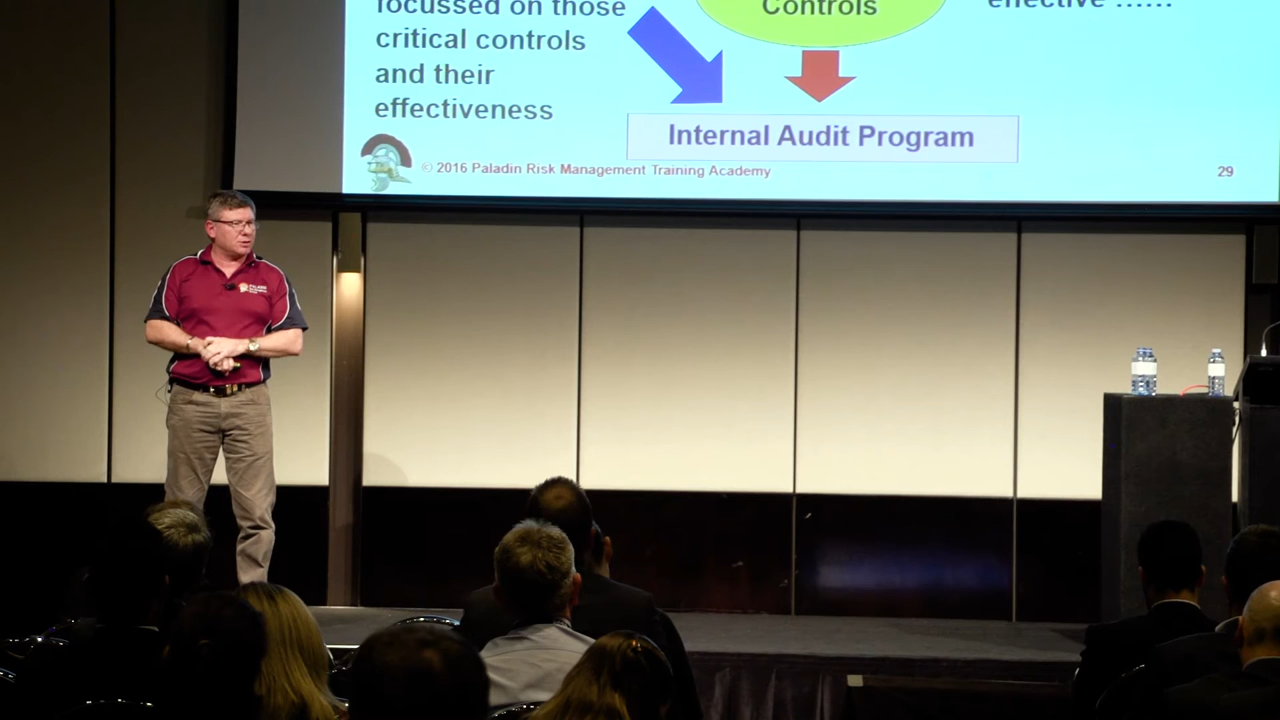 focussed on those
critical controls
and their
effectiveness
Controls
effective ......
Internal Audit Program
© 2016 Paladin Risk Management Training Academy
29
PALADIN